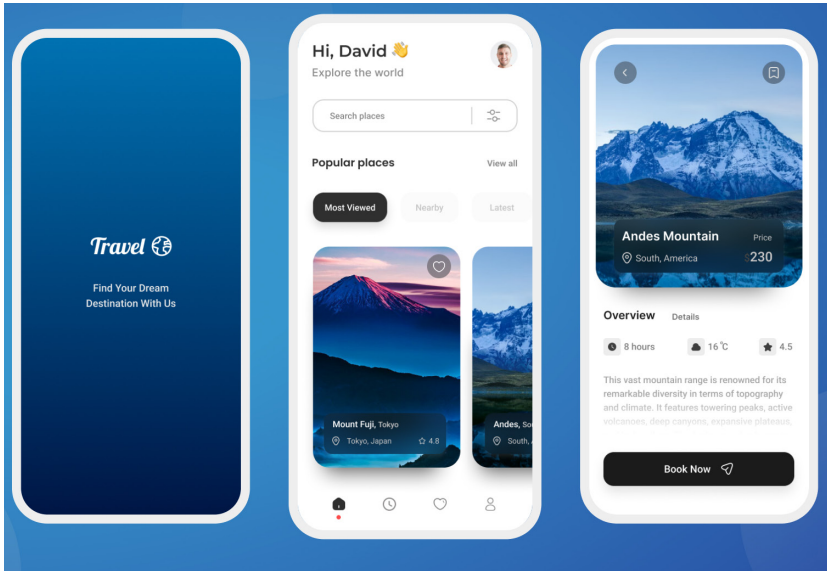 Travel
Find Your Dream
Destination With Us
Hi, David 👋
Explore the world
Search places
Popular places
View all
Most Viewed
Nearby
Latest
Mount Fuji, Tokyo
Tokyo, Japan
4.8
Andes, So
South, 
Andes Mountain
Price
South, America
$230
Overview
Details
8 hours
16 °C
4.5
This vast mountain range is renowned for its
remarkable diversity in terms of topography
and climate. It features towering peaks, active
volcanoes, deep canyons, expansive plateaus,
Book Now